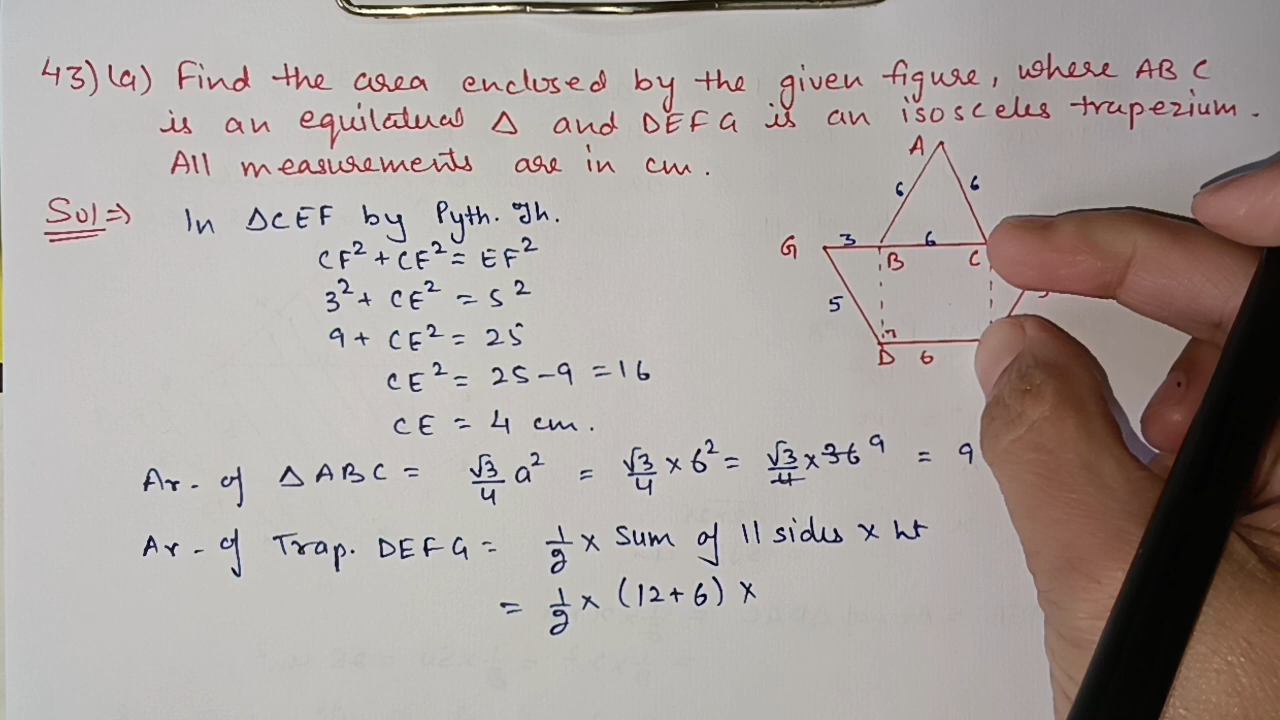 43) (a) Find the area enclosed by the given figure, where ABC
is an equilateral Δ and DEFG is an isosceles trapezium.
All measurements are in cm.
Sol ⇒ In ΔCEF by Pyth. Th.
CF² + CE² = EF²
3² + CE² = 5²
9 + CE² = 25
CE² = 25 - 9 = 16
CE = 4 cm.
Ar. of ΔABC = √3/4 a² = √3/4 × 6² = √3/4 × 36 9 = 9
Ar. of Trap. DEFG = 1/2 × Sum of || sides × ht
= 1/2 × (12 + 6) ×
A
6 6
G 3 6
B C
5
D 6